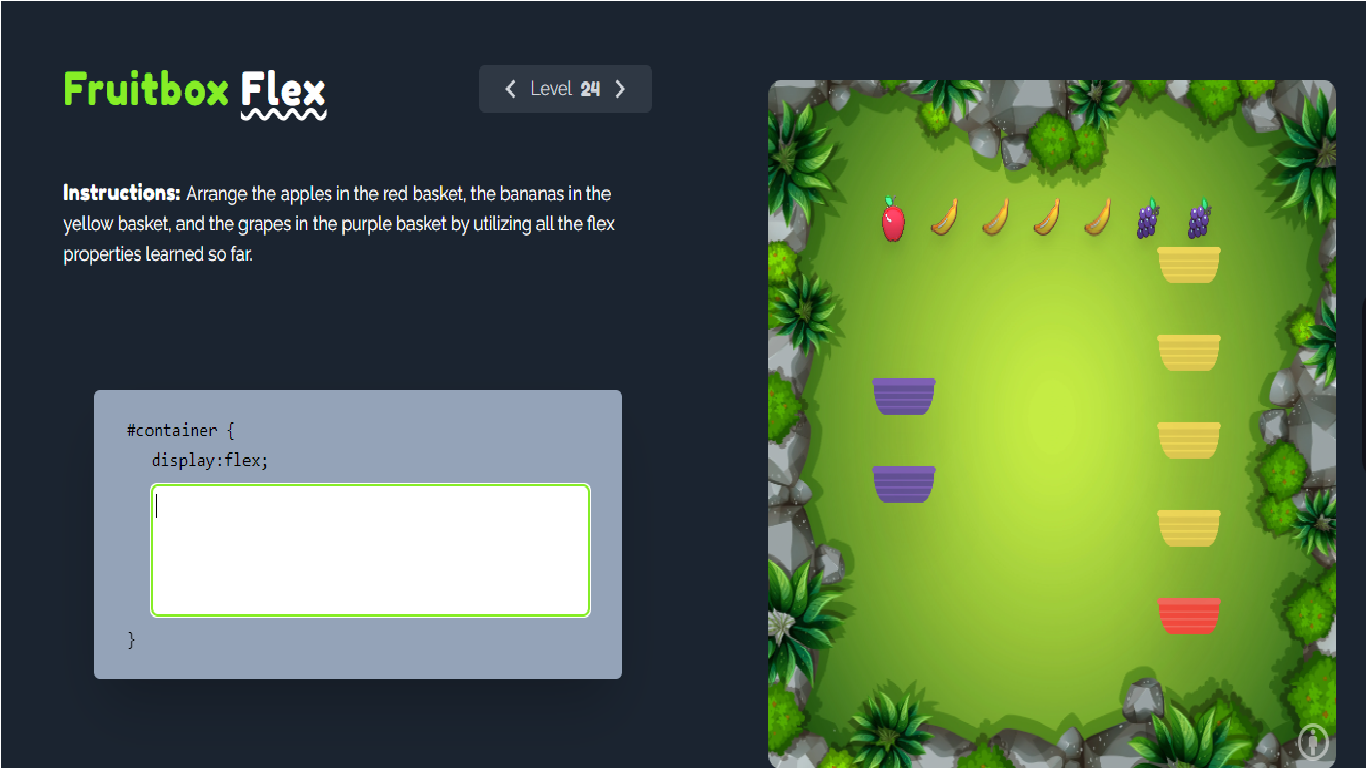 Fruitbox Flex
Level 24
Instructions: Arrange the apples in the red basket, the bananas in the
yellow basket, and the grapes in the purple basket by utilizing all the flex
properties learned so far.
#container {
display:flex;
}